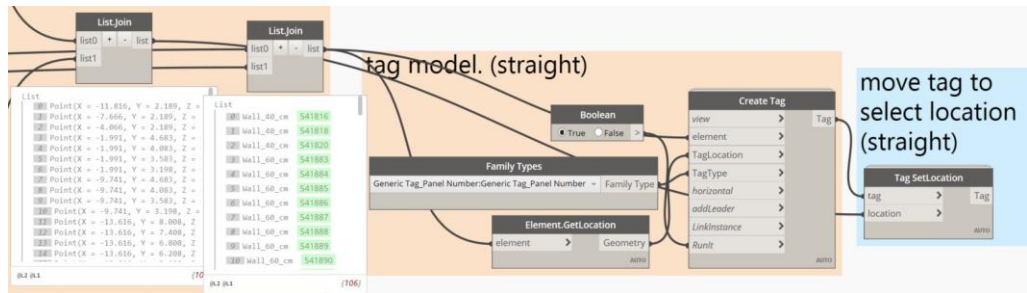 List.Join
list0 + - list
list1
List.Join
list0 + - list
list1
tag model. (straight)
move tag to
select location
(straight)
List
0 Point(X = -11.816, Y = 2.189, Z =
1 Point(X = -7.666, Y = 2.189, Z =
2 Point(X = -4.066, Y = 2.189, Z =
3 Point(X = -1.991, Y = 4.683, Z =
4 Point(X = -1.991, Y = 4.083, Z =
5 Point(X = -1.991, Y = 3.583, Z =
6 Point(X = -1.991, Y = 3.198, Z =
7 Point(X = -9.741, Y = 4.683, Z =
8 Point(X = -9.741, Y = 4.083, Z =
9 Point(X = -9.741, Y = 3.583, Z =
10 Point(X = -9.741, Y = 3.198, Z =
11 Point(X = -13.616, Y = 8.008, Z
12 Point(X = -13.616, Y = 7.408, Z
13 Point(X = -13.616, Y = 6.808, Z
14 Point(X = -13.616, Y = 6.208, Z
@L2 @L1
{10
List
0 Wall_40_cm 541816
1 Wall_40_cm 541818
2 Wall_40_cm 541820
3 Wall_60_cm 541883
4 Wall_60_cm 541884
5 Wall_60_cm 541885
6 Wall_60_cm 541886
7 Wall_60_cm 541887
8 Wall_60_cm 541888
9 Wall_60_cm 541889
10 Wall_60_cm 541890
@L2 @L1
{106}
Boolean
True False >
Family Types
Generic Tag_Panel Number:Generic Tag_Panel Number Family Type
Element.GetLocation
element > Geometry
AUTO
Create Tag
view > Tag
element >
TagLocation >
TagType >
horizontal >
addLeader >
LinkInstance >
RunIt >
AUTO
Tag SetLocation
tag > Tag
location >
AUTO